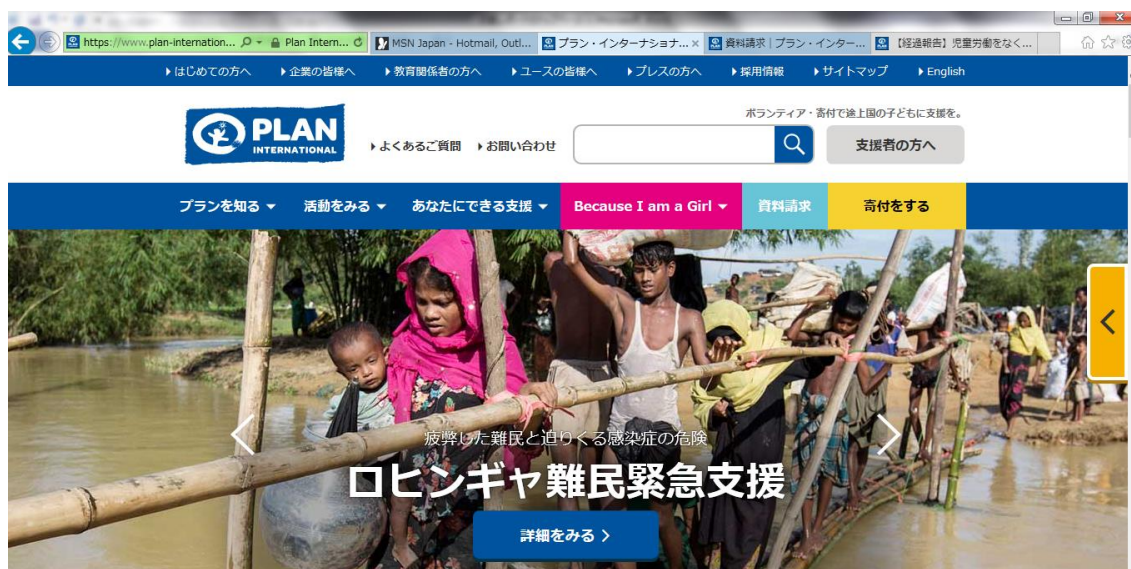 https://www.plan-internation... Plan Intern... MSN Japan - Hotmail, Outl... プラン・インターナショナ... 資料請求 | プラン・インター... 【経過報告】児童労働をなく...
はじめての方へ 企業の皆様へ 教育関係者の方へ ユースの皆様へ プレスの方へ 採用情報 サイトマップ English
ボランティア・寄付で途上国の子どもに支援を。
PLAN
INTERNATIONAL
よくあるご質問 お問い合わせ 支援者の方へ
プランを知る 活動をみる あなたにできる支援 Because I am a Girl 資料請求 寄付をする
疲弊した難民と迫りくる感染症の危険
ロヒンギャ難民緊急支援
詳細をみる